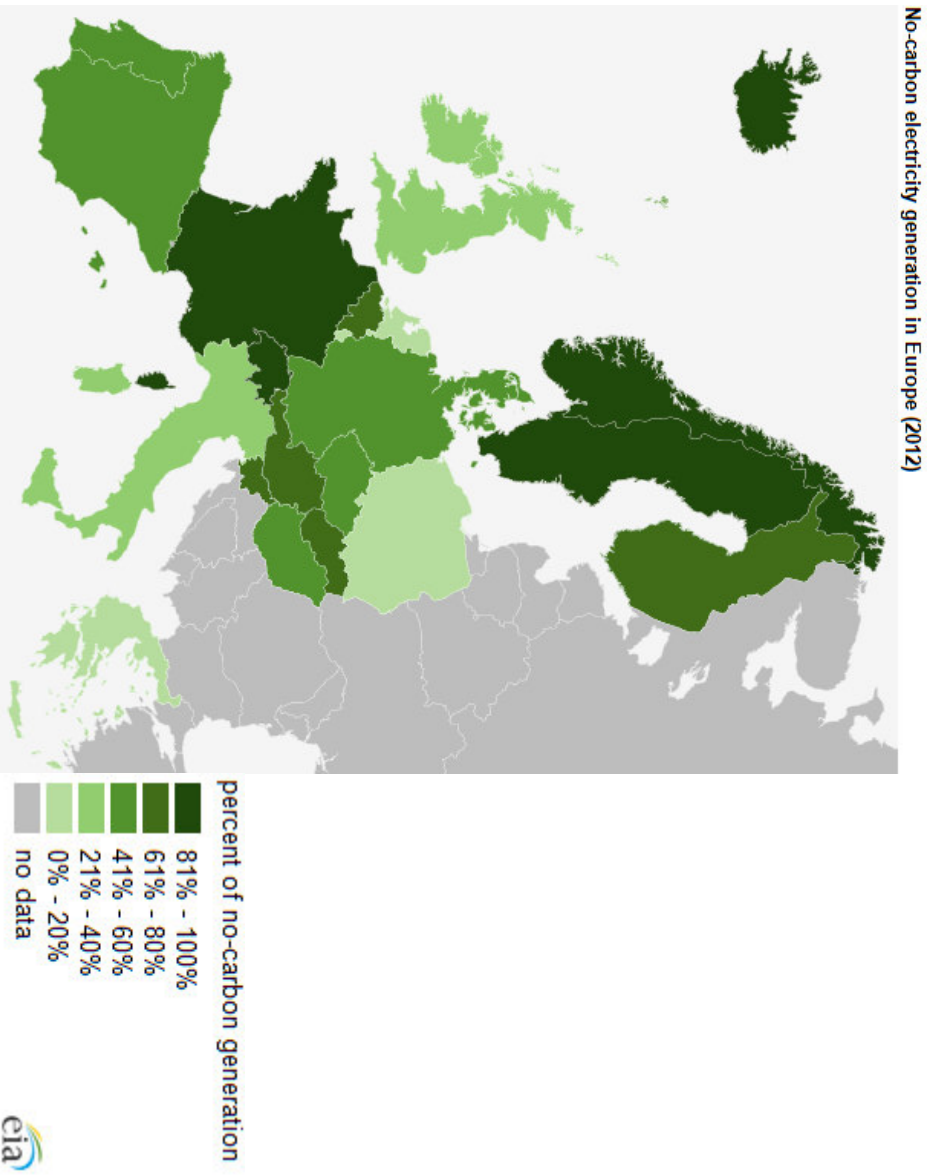 No-carbon electricity generation in Europe (2012)
percent of no-carbon generation
81% - 100%
61% - 80%
41% - 60%
21% - 40%
0% - 20%
no data
eia